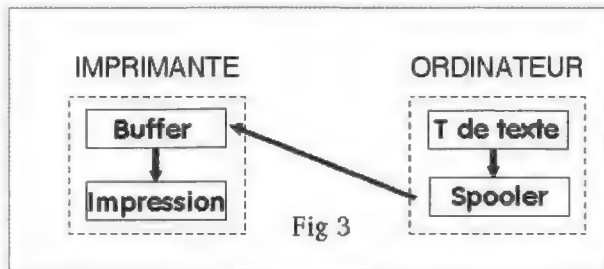 IMPRIMANTE
Buffer
Impression
ORDINATEUR
T de texte
Spooler
Fig 3